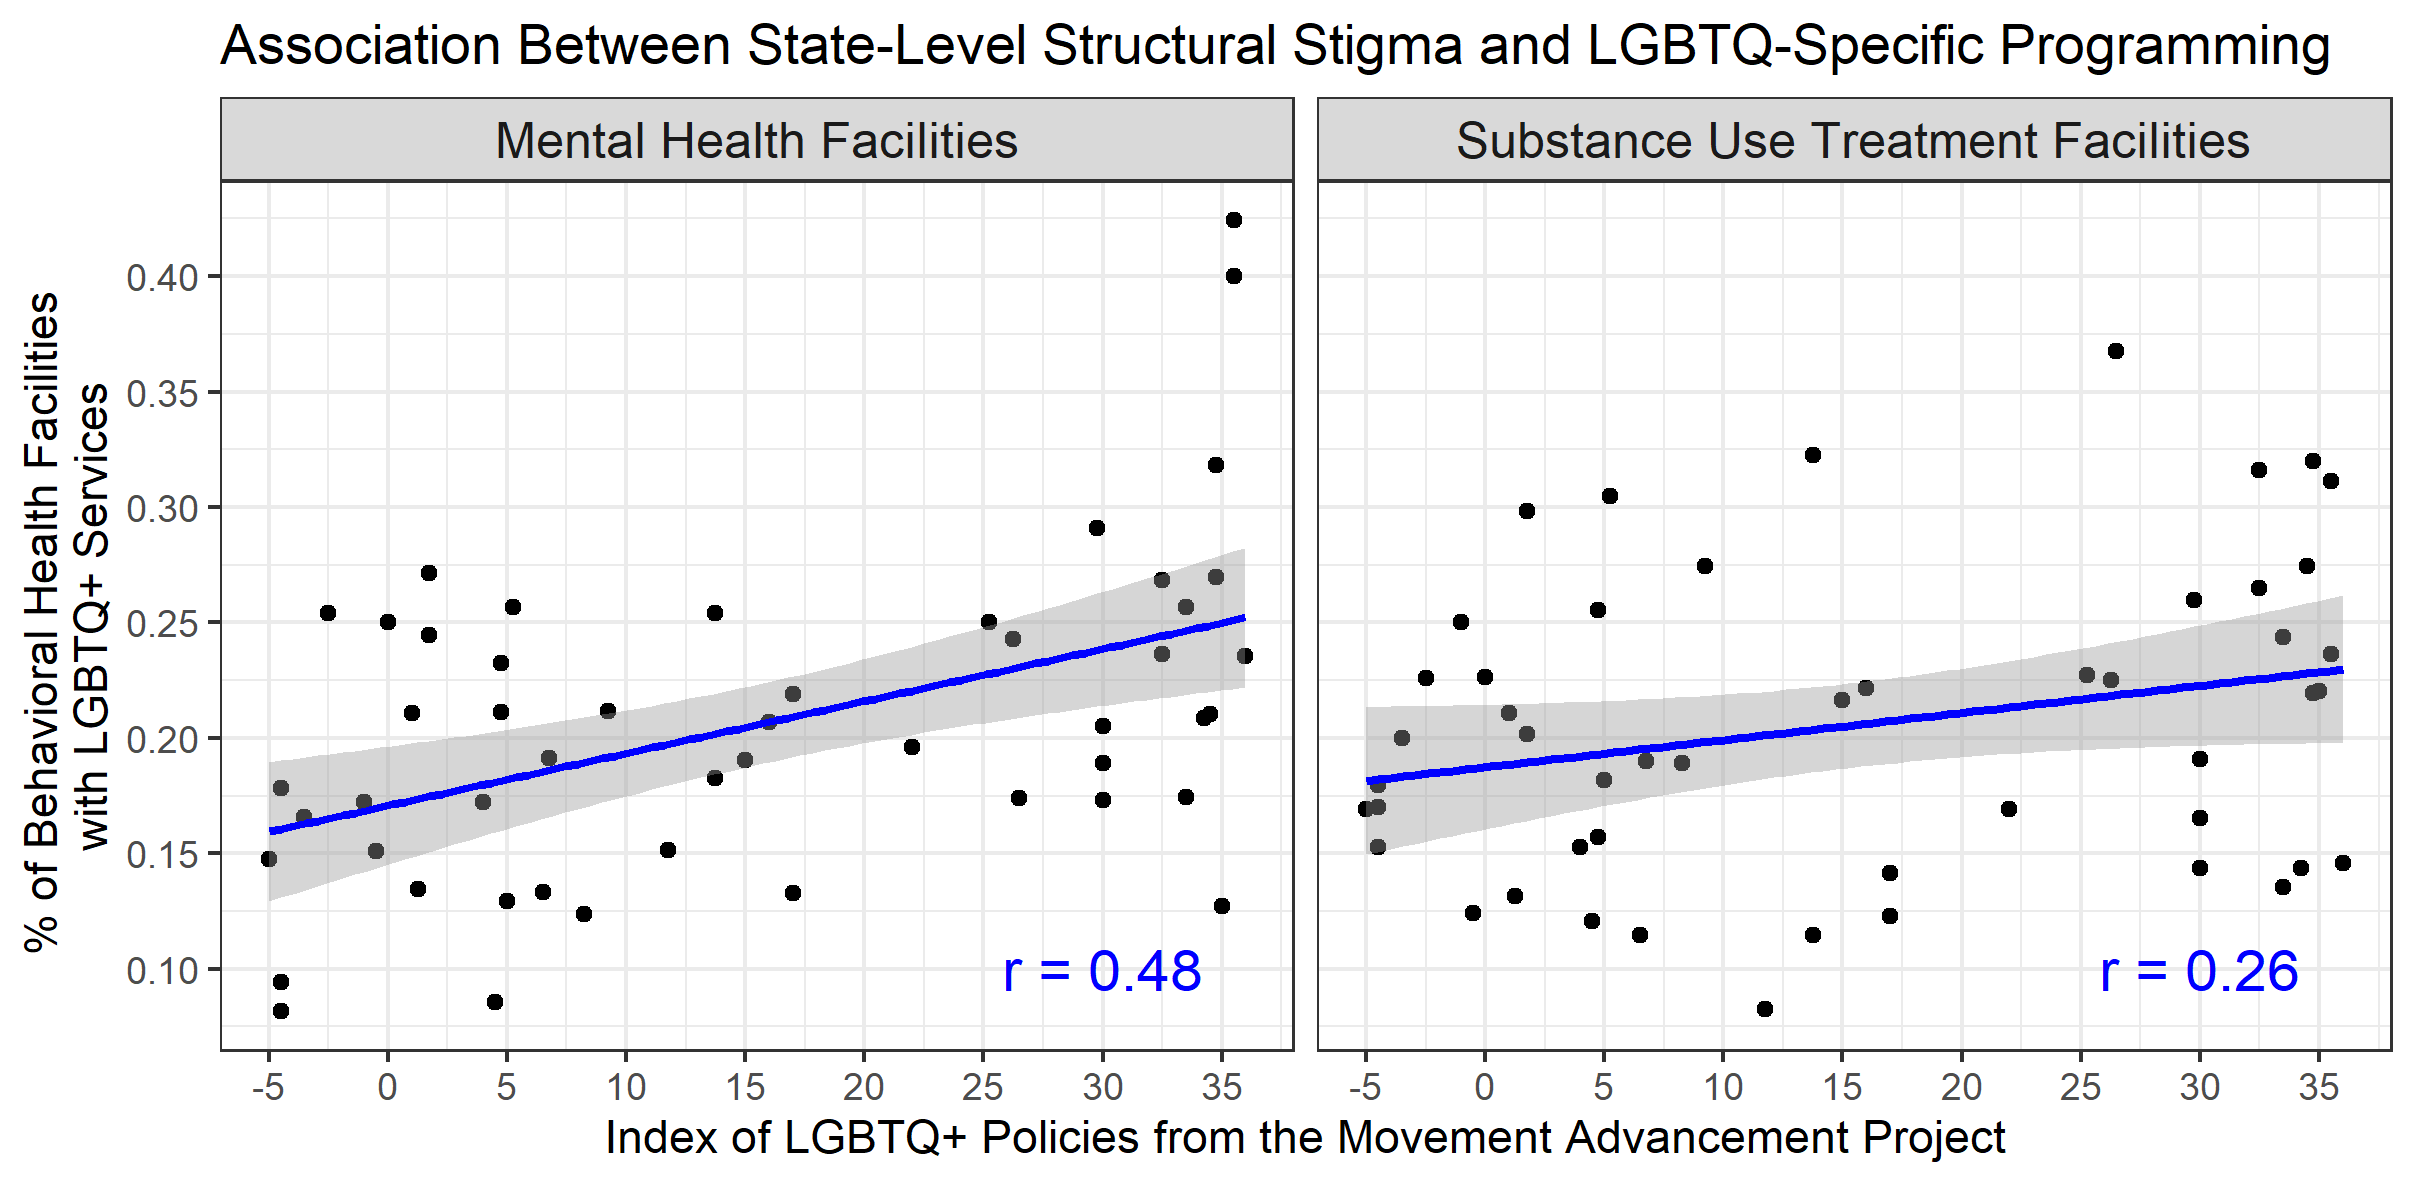 Association Between State-Level Structural Stigma and LGBTQ-Specific Programming
Mental Health Facilities
Substance Use Treatment Facilities
% of Behavioral Health Facilities
with LGBTQ+ Services
0.40
0.35
0.30
0.25
0.20
0.15
0.10
r = 0.48
r = 0.26
-5 0 5 10 15 20 25 30 35
-5 0 5 10 15 20 25 30 35
Index of LGBTQ+ Policies from the Movement Advancement Project